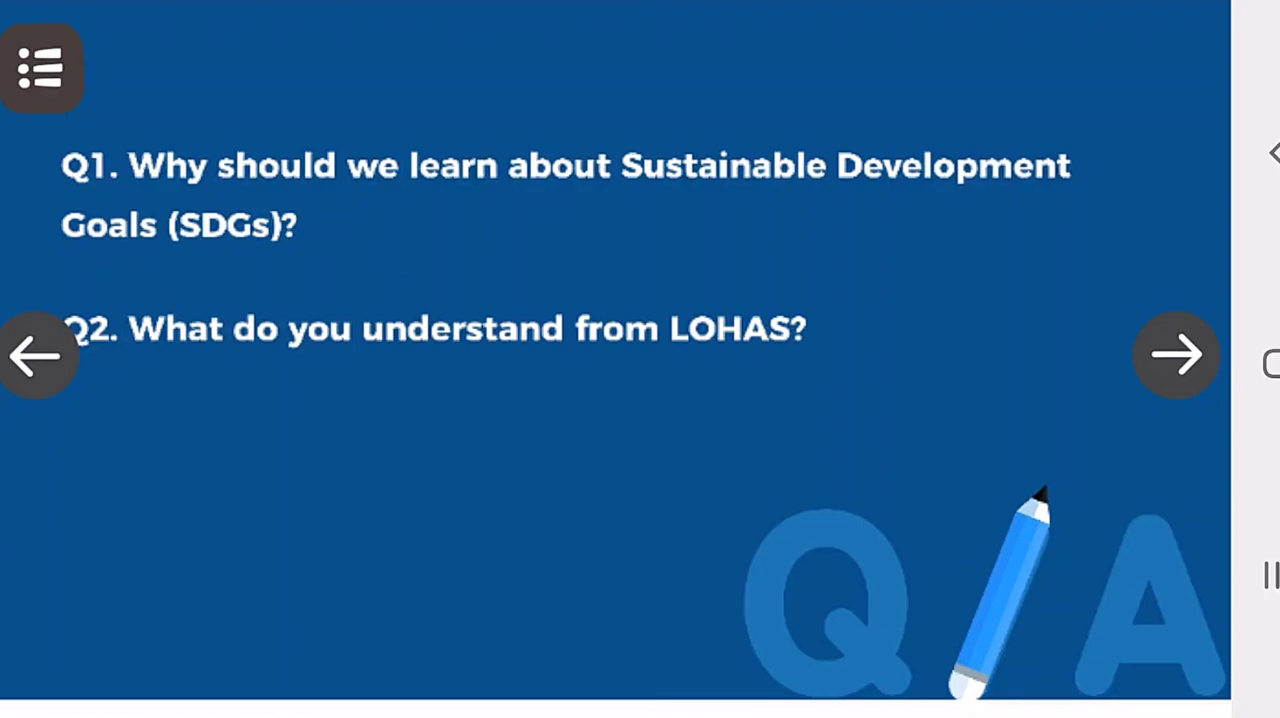 Q1. Why should we learn about Sustainable Development
Goals (SDGs)?
Q2. What do you understand from LOHAS?
Q A